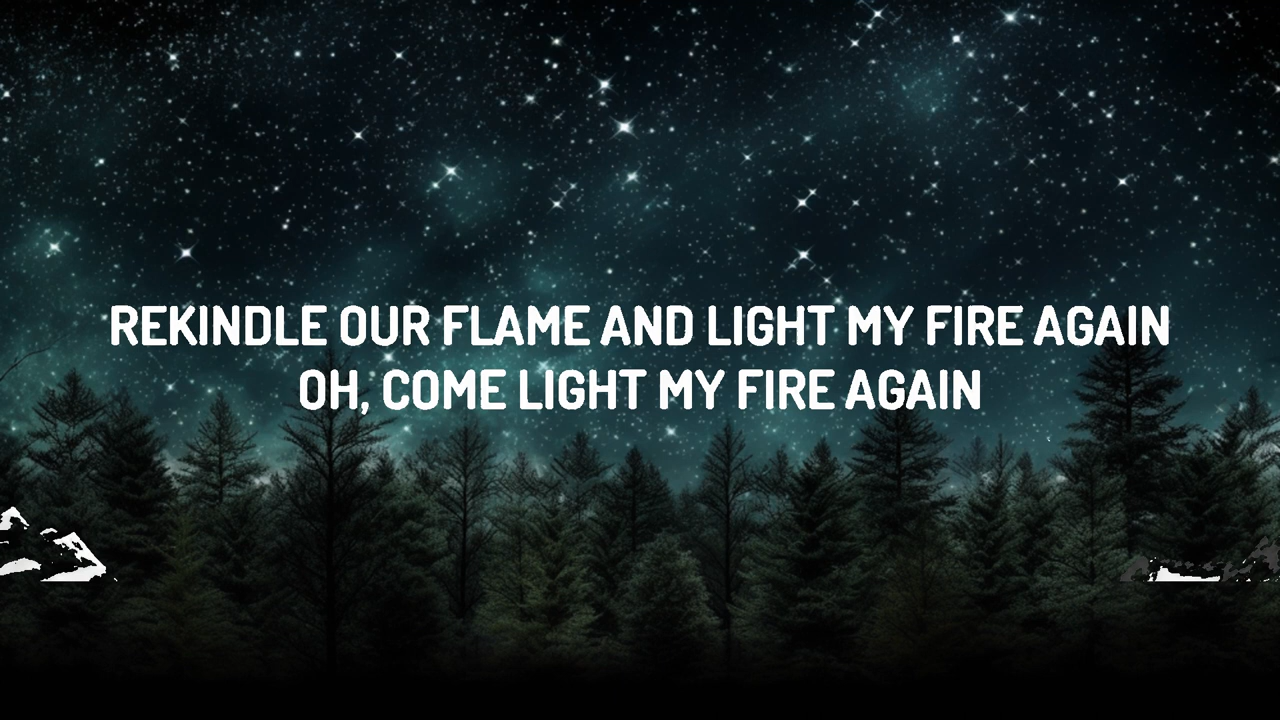 REKINDLE OUR FLAME AND LIGHT MY FIRE AGAIN
OH, COME LIGHT MY FIRE AGAIN